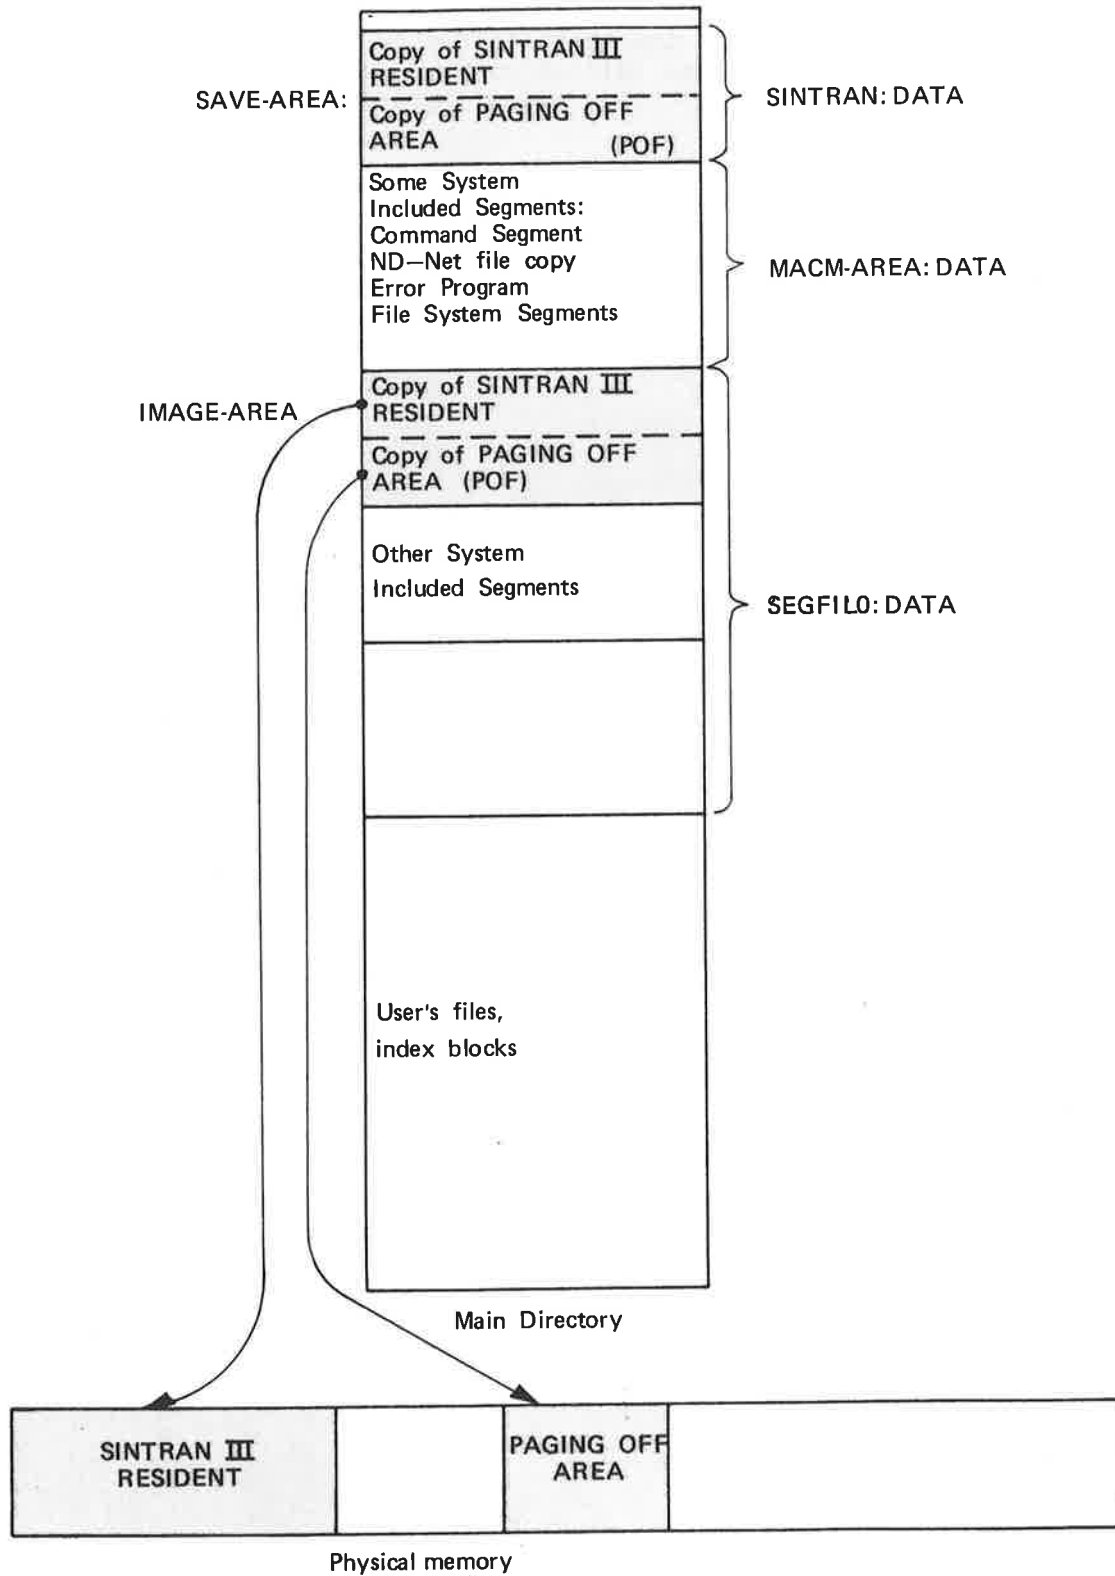 Copy of SINTRAN III
RESIDENT
SAVE-AREA:
Copy of PAGING OFF
AREA (POF)
SINTRAN: DATA
Some System
Included Segments:
Command Segment
ND—Net file copy
Error Program
File System Segments
MACM-AREA: DATA
IMAGE-AREA
Copy of SINTRAN III
RESIDENT
Copy of PAGING OFF
AREA (POF)
Other System
Included Segments
SEGFIL0: DATA
User's files,
index blocks
Main Directory
SINTRAN III
RESIDENT
PAGING OFF
AREA
Physical memory